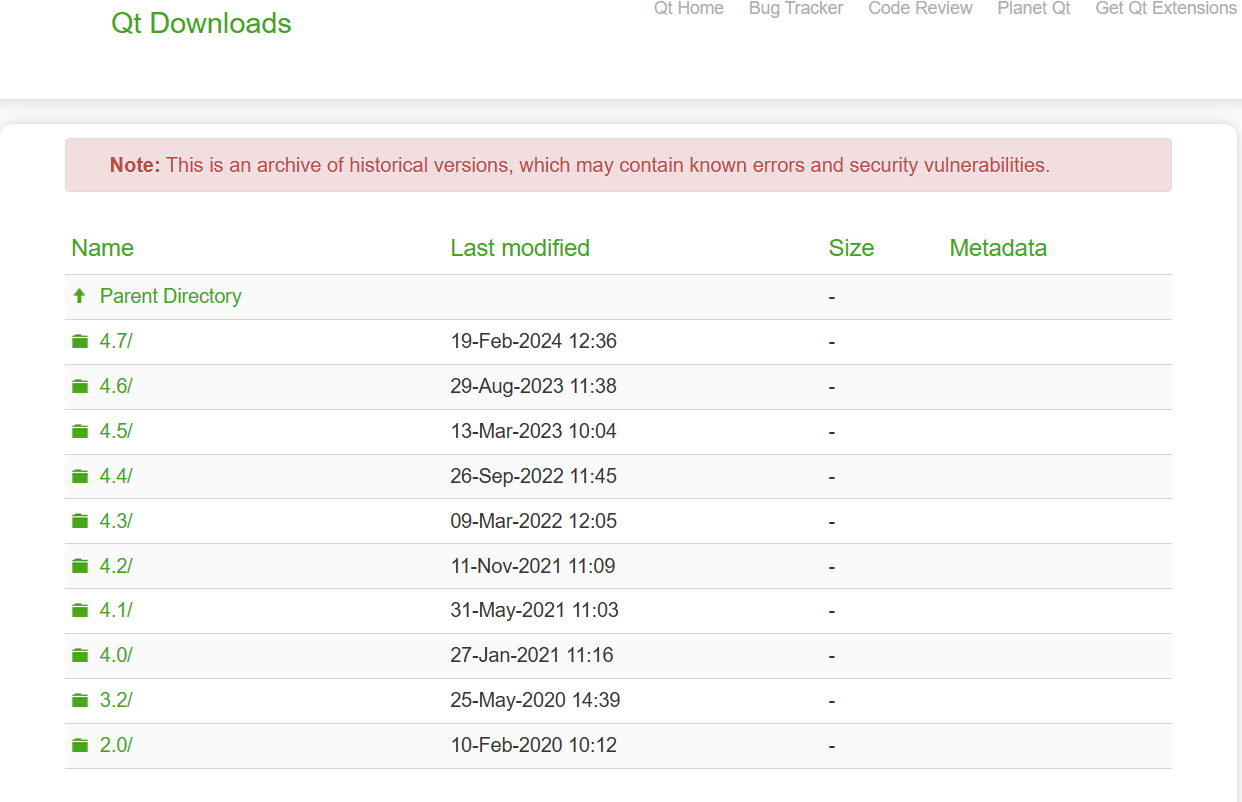 Qt Downloads
Qt Home Bug Tracker Code Review Planet Qt Get Qt Extensions
Note: This is an archive of historical versions, which may contain known errors and security vulnerabilities.
Name Last modified Size Metadata
Parent Directory -
4.7/ 19-Feb-2024 12:36 -
4.6/ 29-Aug-2023 11:38 -
4.5/ 13-Mar-2023 10:04 -
4.4/ 26-Sep-2022 11:45 -
4.3/ 09-Mar-2022 12:05 -
4.2/ 11-Nov-2021 11:09 -
4.1/ 31-May-2021 11:03 -
4.0/ 27-Jan-2021 11:16 -
3.2/ 25-May-2020 14:39 -
2.0/ 10-Feb-2020 10:12 -